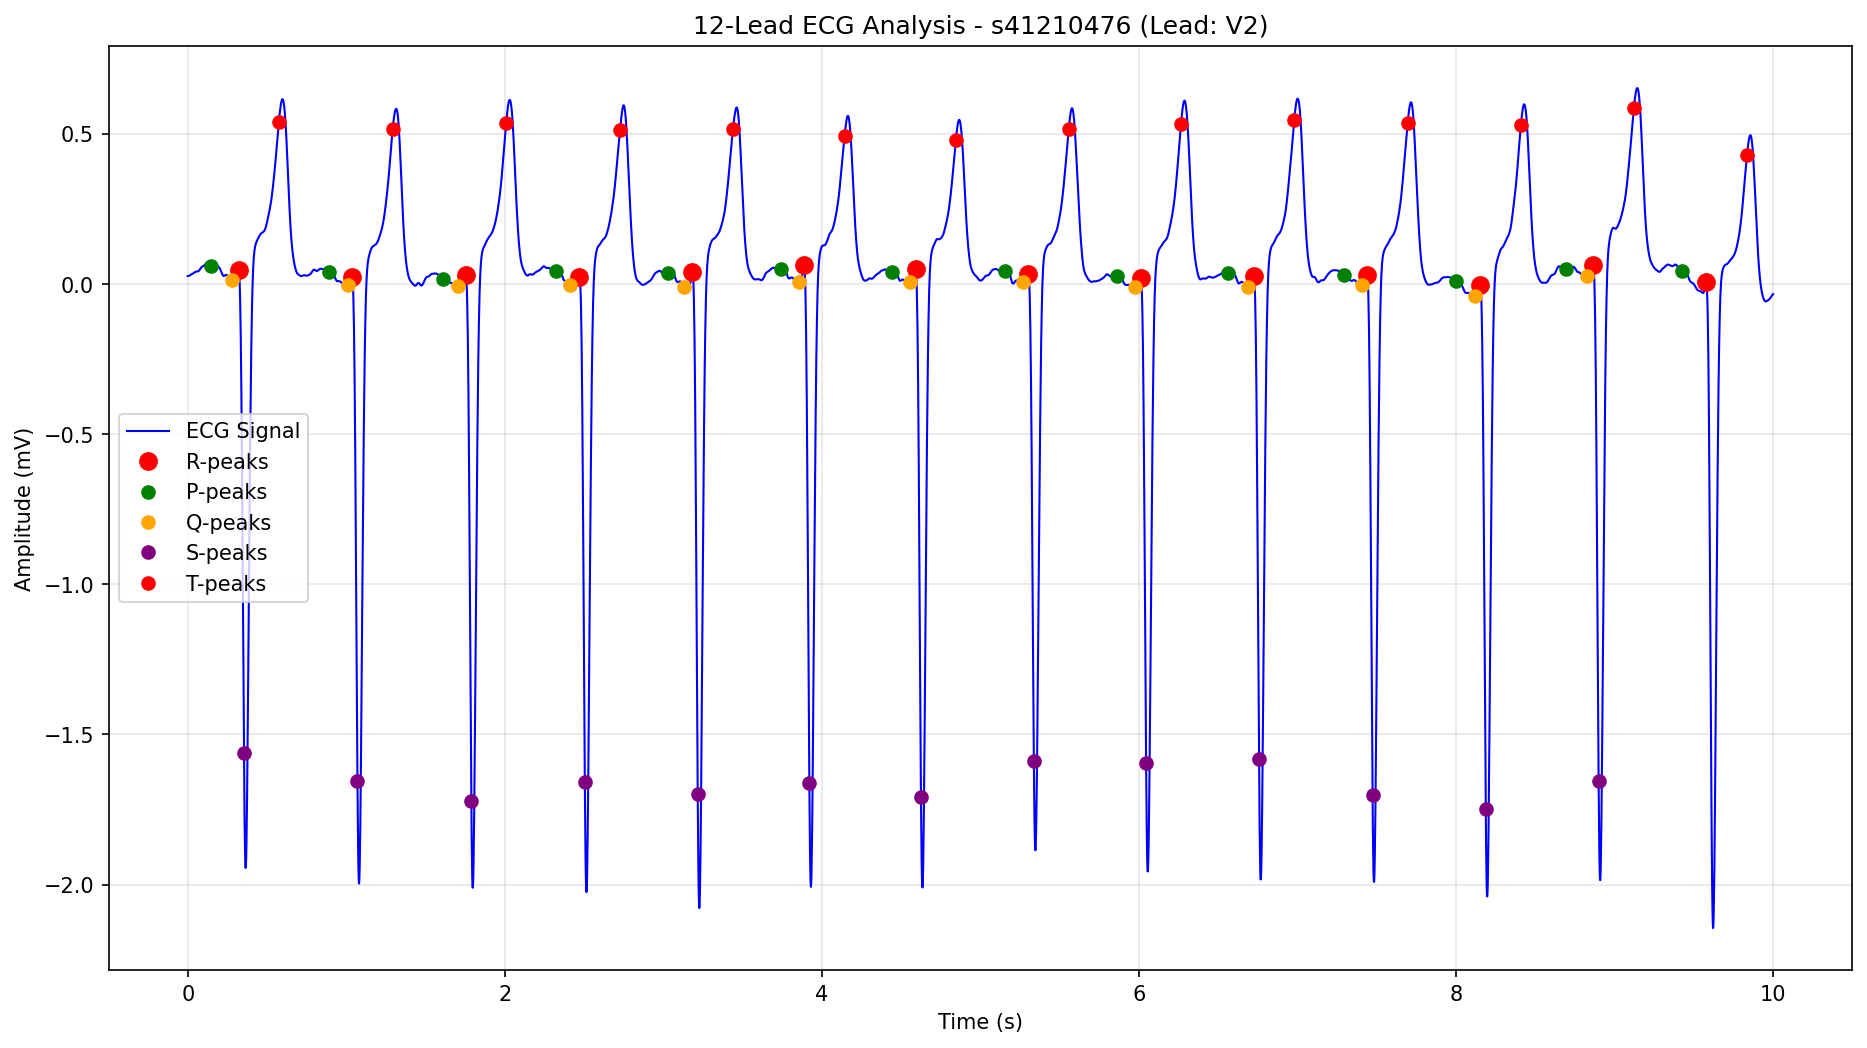 12-Lead ECG Analysis - s41210476 (Lead: V2)
Amplitude (mV)
0.5
0.0
−0.5
−1.0
−1.5
−2.0
ECG Signal
R-peaks
P-peaks
Q-peaks
S-peaks
T-peaks
0 2 4 6 8 10
Time (s)